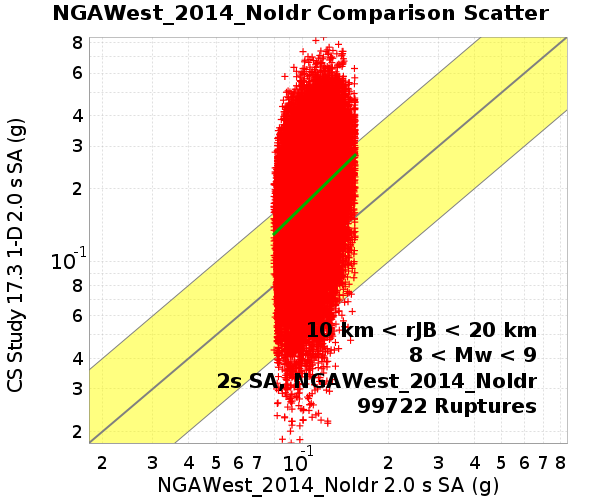 NGAWest_2014_NoIdr Comparison Scatter
8
6
4
3
2
10-1
8
6
4
3
2
CS Study 17.3 1-D 2.0 s SA (g)
10 km < rJB < 20 km
8 < Mw < 9
2s SA, NGAWest_2014_NoIdr
99722 Ruptures
2 3 4 5 6 7 10-1 2 3 4 5 6 7 8
NGAWest_2014_NoIdr 2.0 s SA (g)